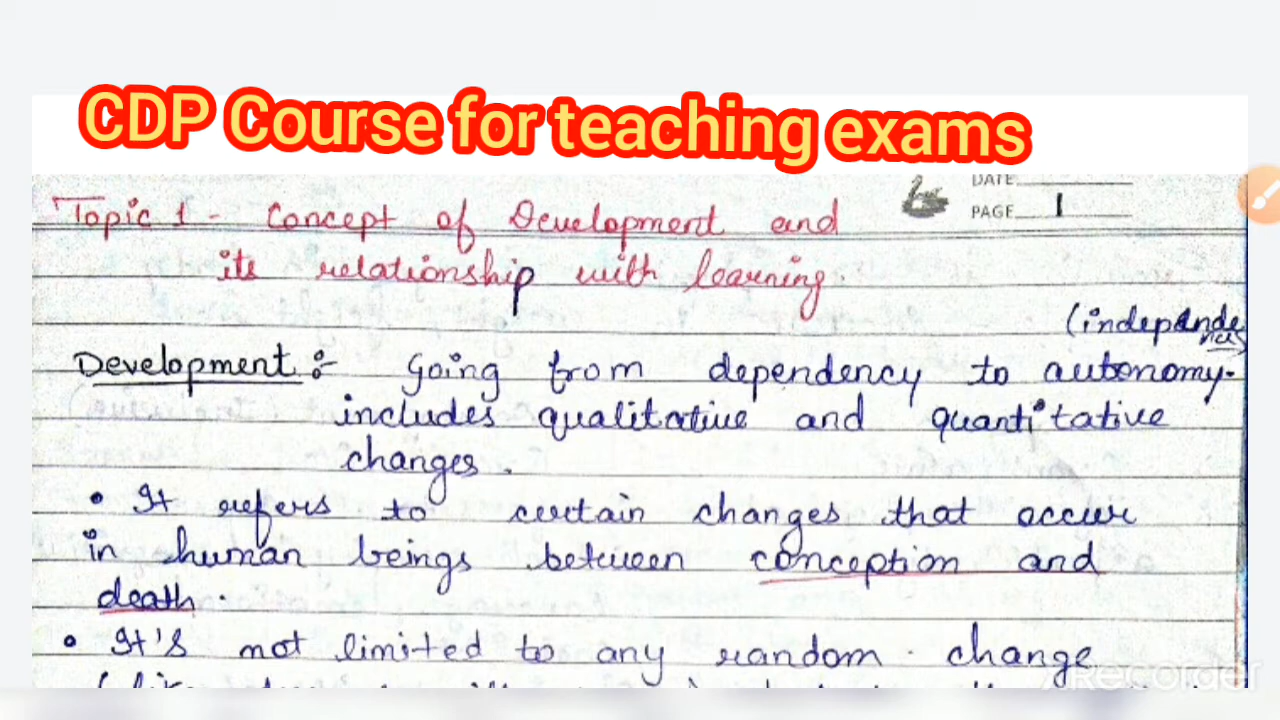 CDP Course for teaching exams
DATE
PAGE 1
Topic 1 - Concept of Development and
its relationship with learning.
(independe
Development :- Going from dependency to autonomy.
includes qualitative and quantitative
changes.
• It refers to certain changes that occur
in human beings between conception and
death.
• It's not limited to any random change
Recorder